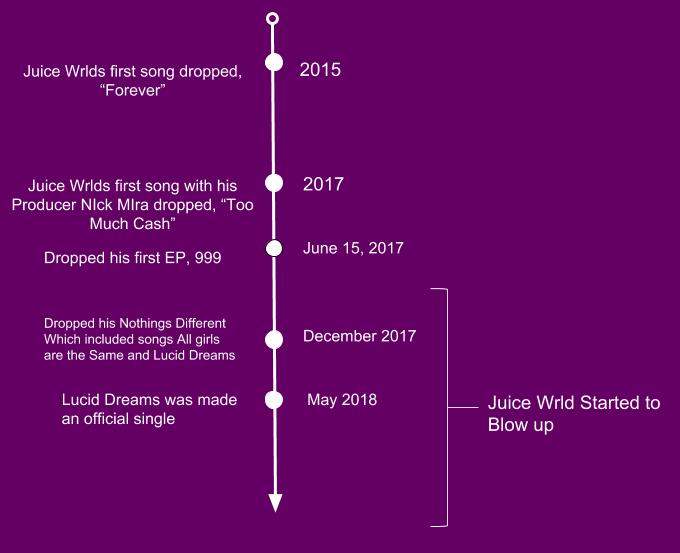 Juice Wrlds first song dropped,
“Forever”
2015
Juice Wrlds first song with his
Producer NIck MIra dropped, “Too
Much Cash”
2017
Dropped his first EP, 999
June 15, 2017
Dropped his Nothings Different
Which included songs All girls
are the Same and Lucid Dreams
December 2017
Lucid Dreams was made
an official single
May 2018
Juice Wrld Started to
Blow up